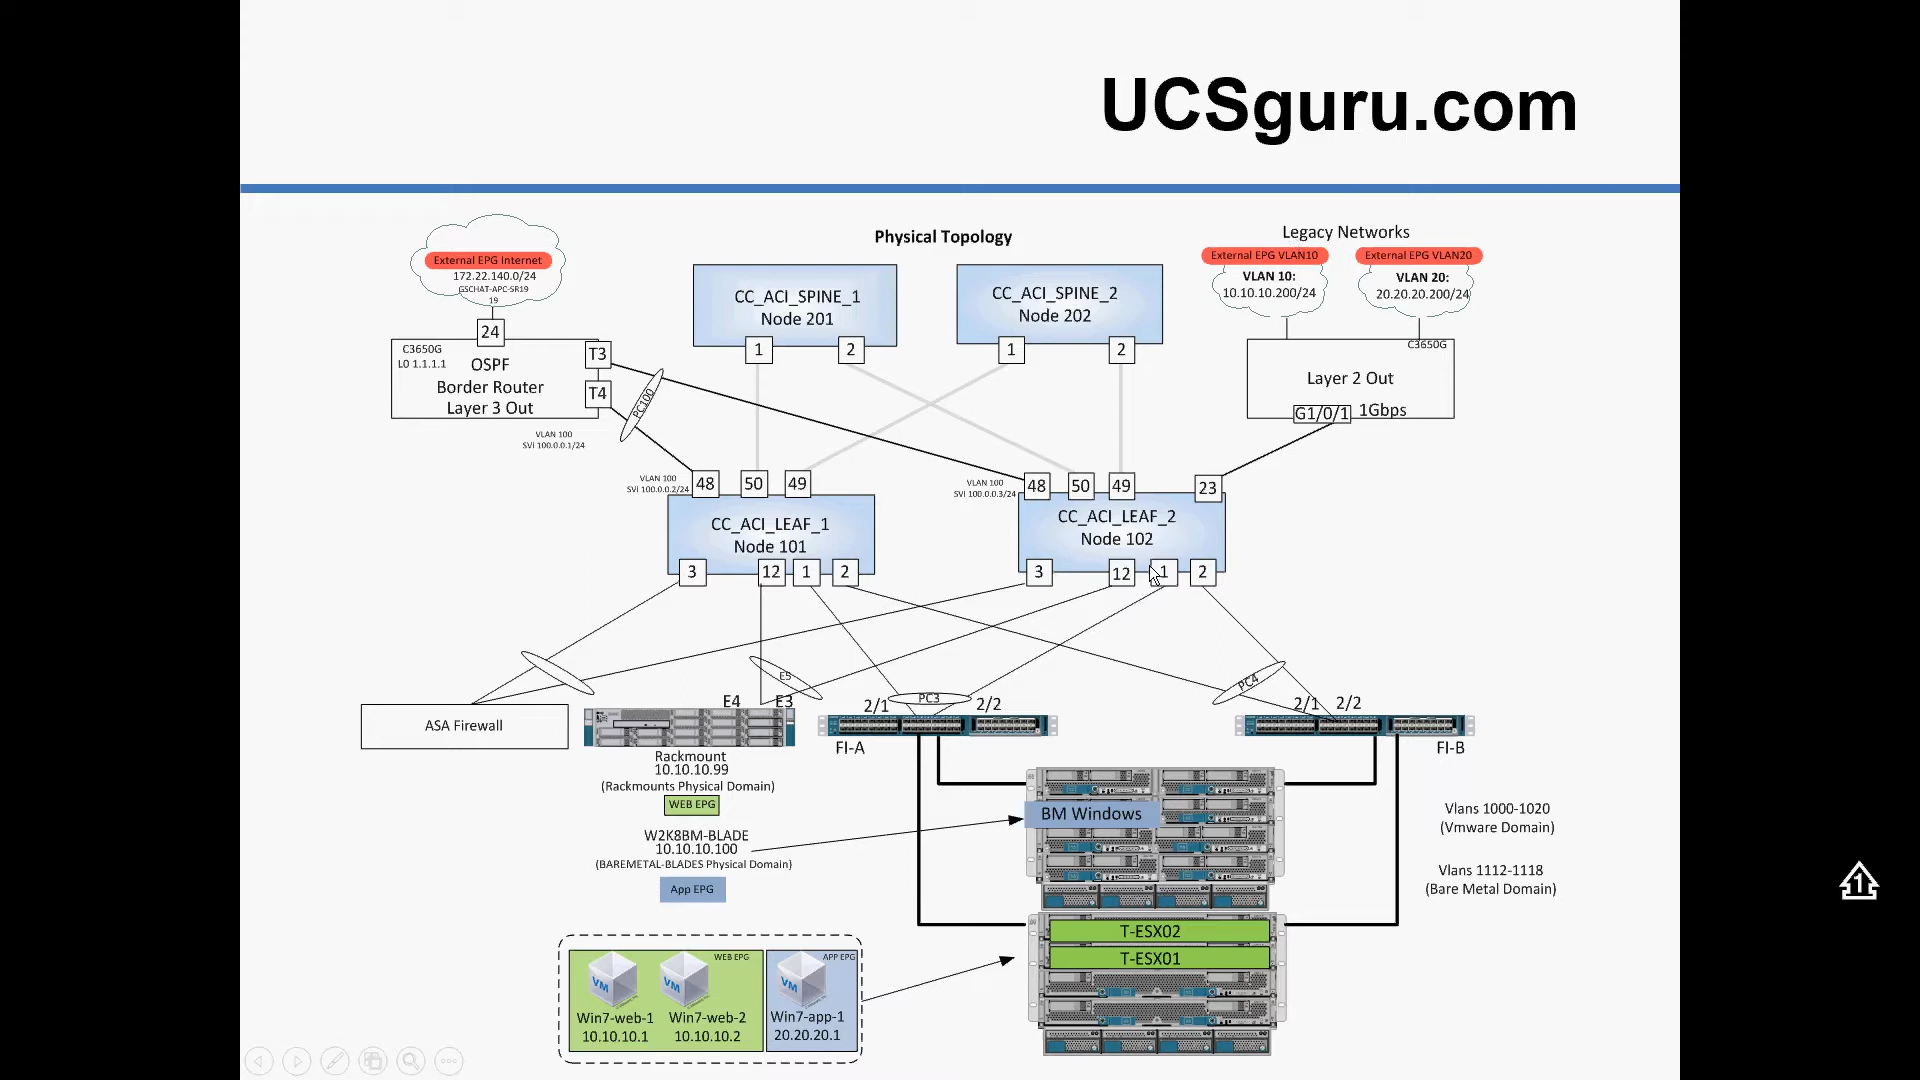 UCSguru.com
Physical Topology
Legacy Networks
External EPG Internet
172.22.140.0/24
GSCHAT-APC-SR19
19
External EPG VLAN10
VLAN 10:
10.10.10.200/24
External EPG VLAN20
VLAN 20:
20.20.20.200/24
CC_ACI_SPINE_1
Node 201
1
2
CC_ACI_SPINE_2
Node 202
1
2
24
C3650G
L0 1.1.1.1
OSPF
Border Router
Layer 3 Out
T3
T4
PC100
VLAN 100
SVI 100.0.0.1/24
C3650G
Layer 2 Out
G1/0/1
1Gbps
VLAN 100
SVI 100.0.0.2/24
48
50
49
CC_ACI_LEAF_1
Node 101
3
12
1
2
VLAN 100
SVI 100.0.0.3/24
48
50
49
23
CC_ACI_LEAF_2
Node 102
3
12
1
2
E5
PC3
PC4
ASA Firewall
E4
E3
2/1
2/2
2/1
2/2
FI-A
FI-B
Rackmount
10.10.10.99
(Rackmounts Physical Domain)
WEB EPG
W2K8BM-BLADE
10.10.10.100
(BAREMETAL-BLADES Physical Domain)
App EPG
BM Windows
Vlans 1000-1020
(Vmware Domain)
Vlans 1112-1118
(Bare Metal Domain)
T-ESX02
T-ESX01
WEB EPG
APP EPG
VM
VM
VM
Win7-web-1
10.10.10.1
Win7-web-2
10.10.10.2
Win7-app-1
20.20.20.1
1